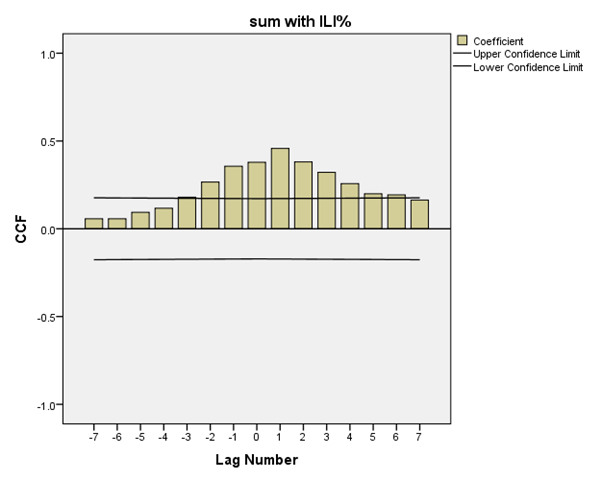 sum with ILI%
Coefficient
Upper Confidence Limit
Lower Confidence Limit
1.0
0.5
0.0
-0.5
-1.0
CCF
-7 -6 -5 -4 -3 -2 -1 0 1 2 3 4 5 6 7
Lag Number